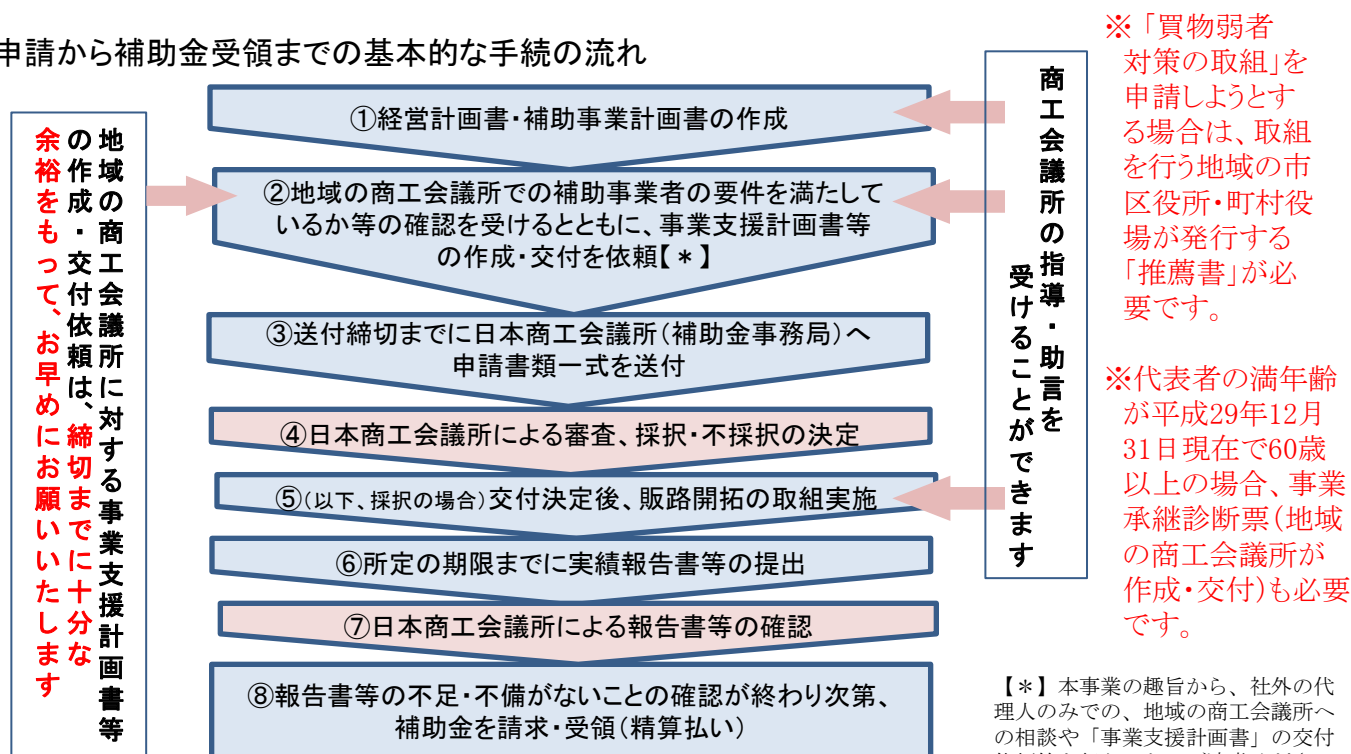 申請から補助金受領までの基本的な手続の流れ
地域の商工会議所に対する事業支援計画書等
の作成・交付依頼は、締切までに十分な
余裕をもって、お早めにお願いいたします
①経営計画書・補助事業計画書の作成
②地域の商工会議所での補助事業者の要件を満たして
いるか等の確認を受けるとともに、事業支援計画書等
の作成・交付を依頼【＊】
③送付締切までに日本商工会議所（補助金事務局）へ
申請書類一式を送付
④日本商工会議所による審査、採択・不採択の決定
⑤（以下、採択の場合）交付決定後、販路開拓の取組実施
⑥所定の期限までに実績報告書等の提出
⑦日本商工会議所による報告書等の確認
⑧報告書等の不足・不備がないことの確認が終わり次第、
補助金を請求・受領（精算払い）
商工会議所の指導・助言を
受けることができます
※「買物弱者
対策の取組」を
申請しようとす
る場合は、取組
を行う地域の市
区役所・町村役
場が発行する
「推薦書」が必
要です。
※代表者の満年齢
が平成29年12月
31日現在で60歳
以上の場合、事業
承継診断票（地域
の商工会議所が
作成・交付）も必要
です。
【＊】本事業の趣旨から、社外の代
理人のみでの、地域の商工会議所へ
の相談や「事業支援計画書」の交付